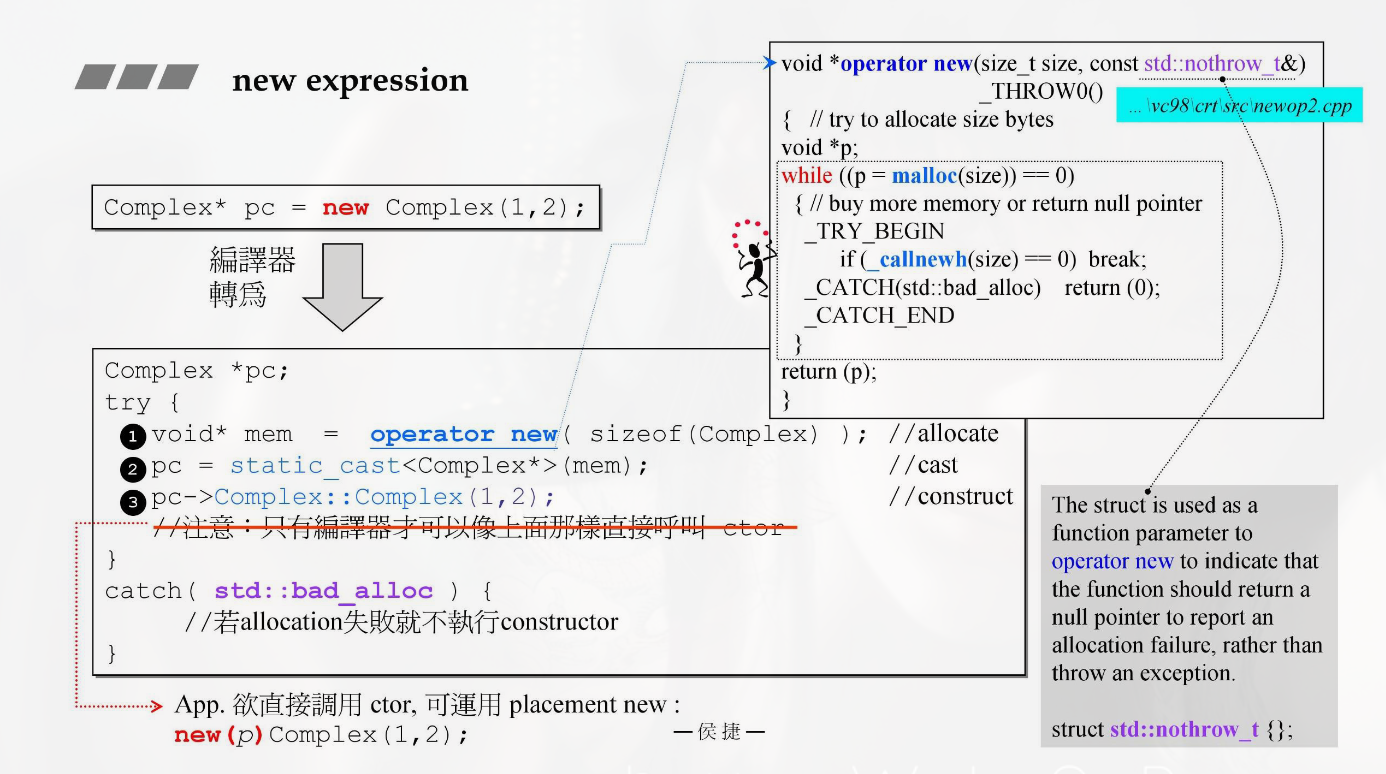 new expression
Complex* pc = new Complex(1,2);
編譯器
轉為
Complex *pc;
try {
1 void* mem = operator new( sizeof(Complex) ); //allocate
2 pc = static_cast<Complex*>(mem); //cast
3 pc->Complex::Complex(1,2); //construct
//注意：只有編譯器才可以像上面那樣直接呼叫 ctor
}
catch( std::bad_alloc ) {
//若allocation失敗就不執行constructor
}
App. 欲直接調用 ctor, 可運用 placement new :
new(p)Complex(1,2);
void *operator new(size_t size, const std::nothrow_t&)
_THROW0()
...\vc98\crt\src\newop2.cpp
{ // try to allocate size bytes
void *p;
while ((p = malloc(size)) == 0)
{ // buy more memory or return null pointer
_TRY_BEGIN
if (_callnewh(size) == 0) break;
_CATCH(std::bad_alloc) return (0);
_CATCH_END
}
return (p);
}
The struct is used as a
function parameter to
operator new to indicate that
the function should return a
null pointer to report an
allocation failure, rather than
throw an exception.
struct std::nothrow_t {};
— 侯捷 —